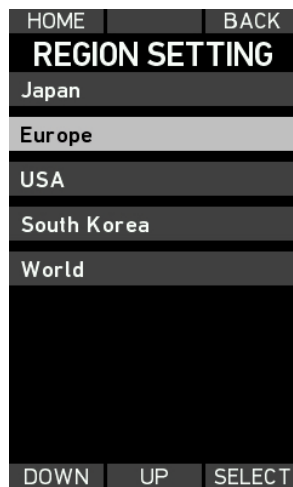 HOME BACK
REGION SETTING
Japan
Europe
USA
South Korea
World
DOWN UP SELECT